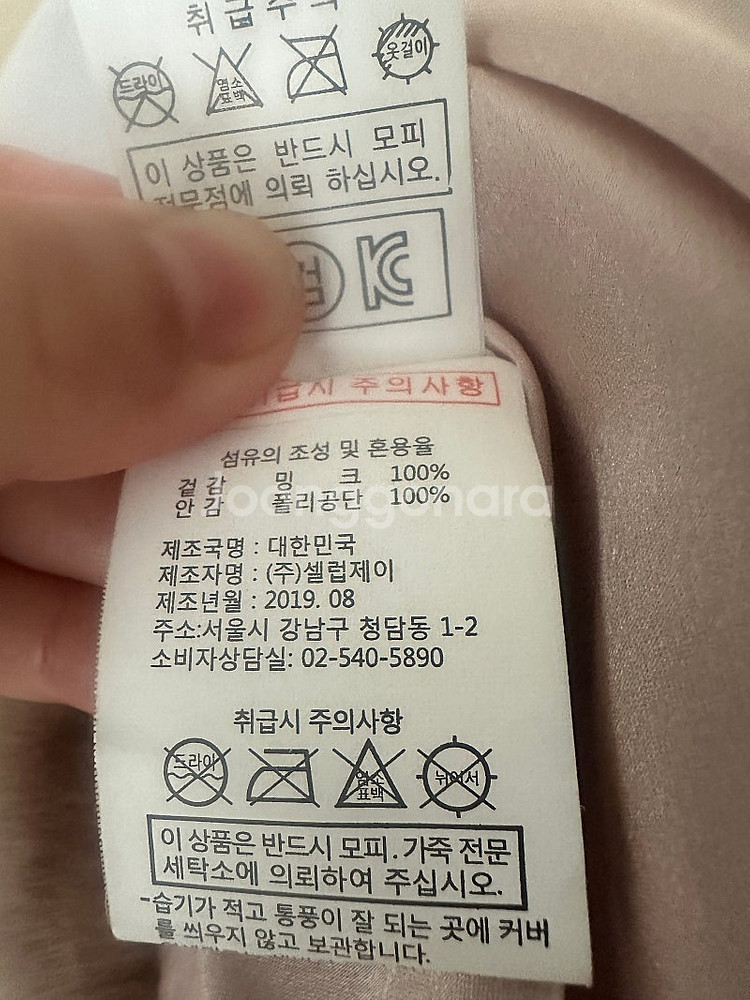 취급주의
드라이
염소
표백
옷걸이
이 상품은 반드시 모피
전문점에 의뢰 하십시오.
취급시 주의사항
섬유의 조성 및 혼용율
겉 감 밍 크 100%
안 감 폴리공단 100%
joonggonara
제조국명 : 대한민국
제조자명 : (주)셀럽제이
제조년월 : 2019. 08
주소:서울시 강남구 청담동 1-2
소비자상담실: 02-540-5890
취급시 주의사항
드라이
염소
표백
뉘어서
이 상품은 반드시 모피.가죽 전문
세탁소에 의뢰하여 주십시오.
-습기가 적고 통풍이 잘 되는 곳에 커버
를 씌우지 않고 보관합니다.